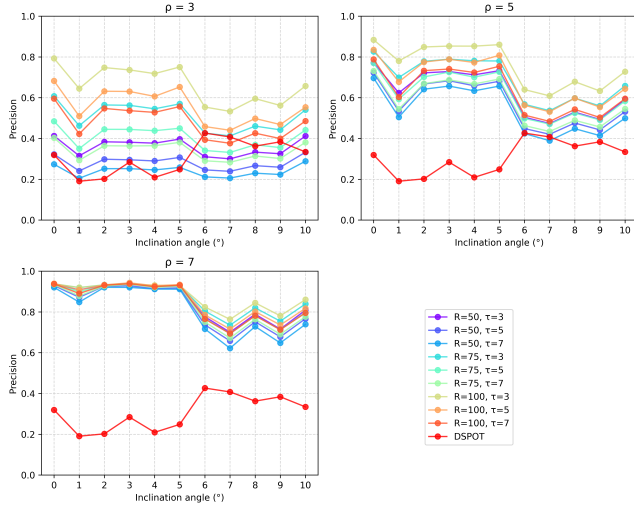 ρ = 3
Precision
1.0
0.8
0.6
0.4
0.2
0.0
0 1 2 3 4 5 6 7 8 9 10
Inclination angle (°)
ρ = 5
Precision
1.0
0.8
0.6
0.4
0.2
0.0
0 1 2 3 4 5 6 7 8 9 10
Inclination angle (°)
ρ = 7
Precision
1.0
0.8
0.6
0.4
0.2
0.0
0 1 2 3 4 5 6 7 8 9 10
Inclination angle (°)
R=50, τ=3
R=50, τ=5
R=50, τ=7
R=75, τ=3
R=75, τ=5
R=75, τ=7
R=100, τ=3
R=100, τ=5
R=100, τ=7
DSPOT